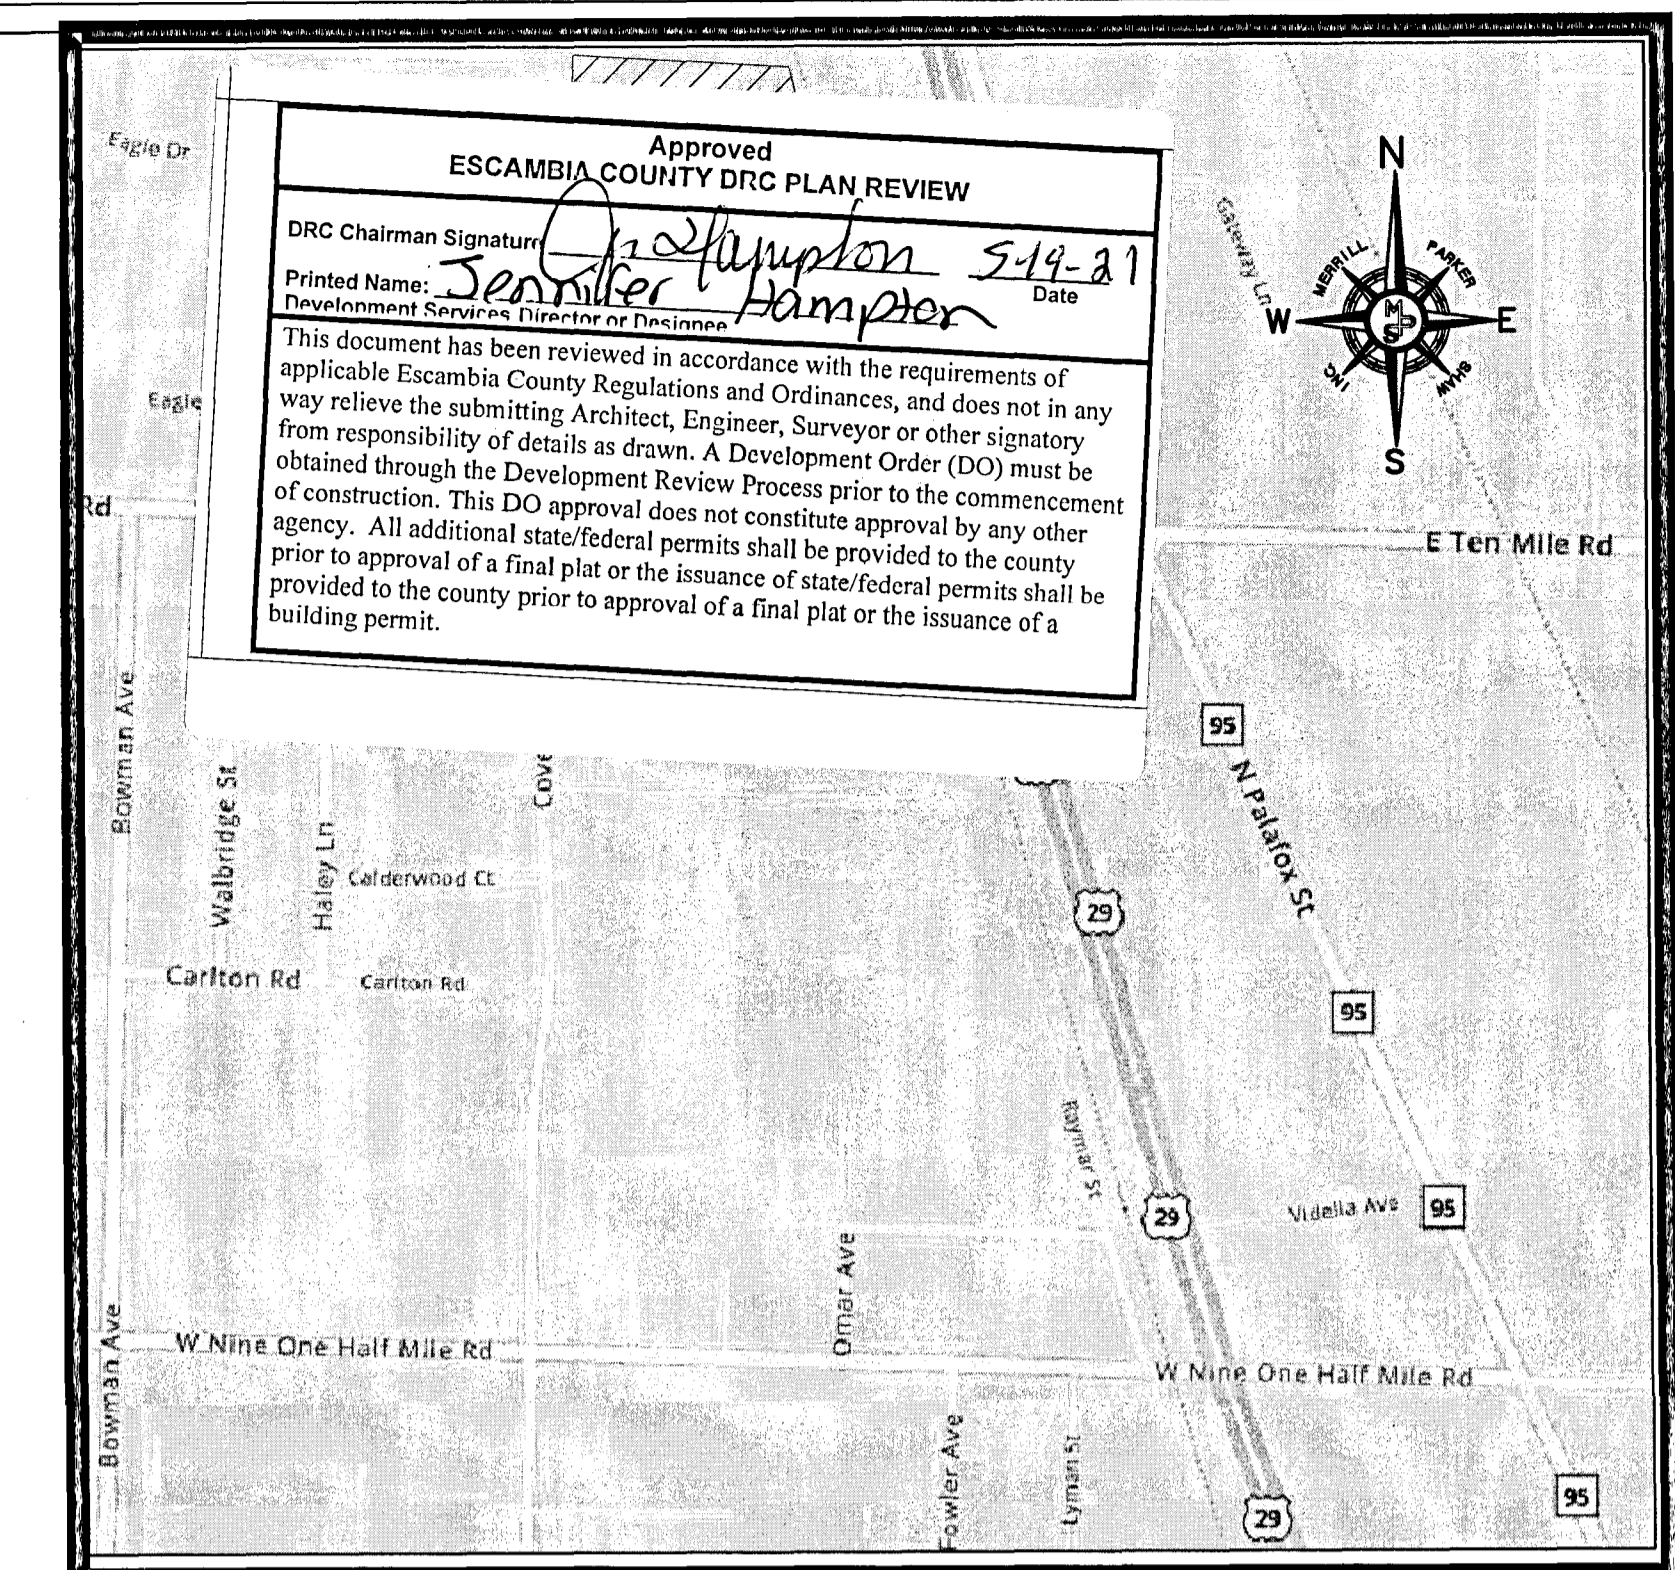 Approved
ESCAMBIA COUNTY DRC PLAN REVIEW
DRC Chairman Signature Hampton 5-19-21
Date
Printed Name: Jennifer Hampton
Development Services Director or Designee
This document has been reviewed in accordance with the requirements of
applicable Escambia County Regulations and Ordinances, and does not in any
way relieve the submitting Architect, Engineer, Surveyor or other signatory
from responsibility of details as drawn. A Development Order (DO) must be
obtained through the Development Review Process prior to the commencement
of construction. This DO approval does not constitute approval by any other
agency. All additional state/federal permits shall be provided to the county
prior to approval of a final plat or the issuance of state/federal permits shall be
provided to the county prior to approval of a final plat or the issuance of a
building permit.
Eagle Dr
Eagle
Rd
Gateway Ln
N
MERRILL
PARKER
W
E
INC
SHAW
S
MPS
E Ten Mile Rd
95
N Palafox St
Bowman Ave
Walbridge St
Haley Ln
Cove
Calderwood Ct
29
Carlton Rd
Carlton Rd
95
Raymar St
29
Videlia Ave
95
Omar Ave
Bowman Ave
W Nine One Half Mile Rd
W Nine One Half Mile Rd
Fowler Ave
Lyman St
29
95